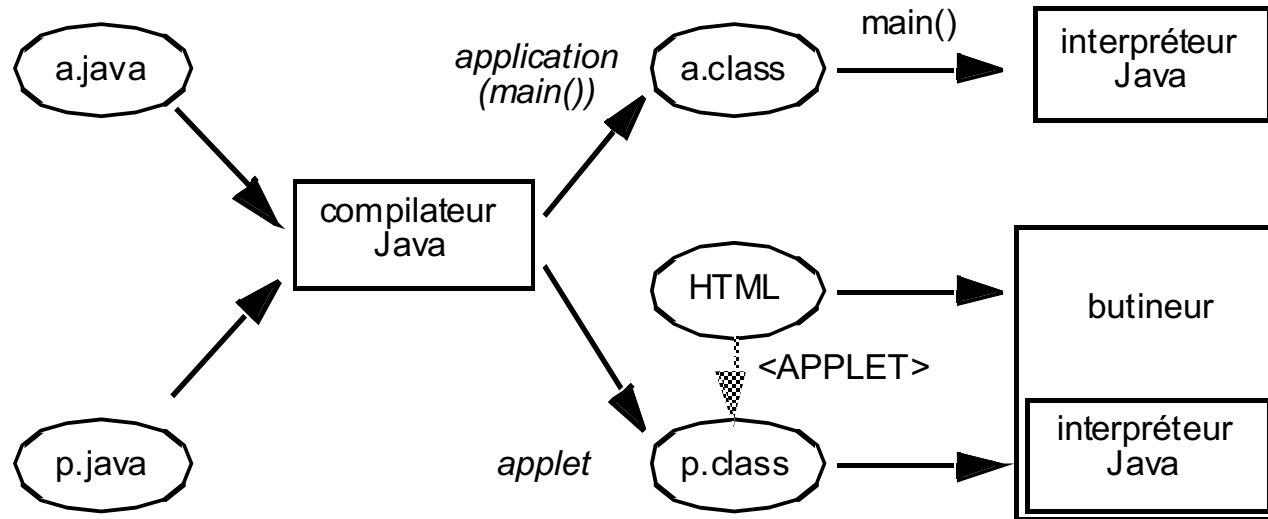 a.java
application
(main())
a.class
main()
interpréteur
Java
compilateur
Java
HTML
butineur
<APPLET>
p.java
applet
p.class
interpréteur
Java